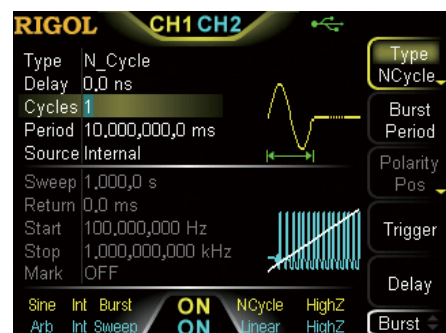 RIGOL CH1 CH2
Type N_Cycle
Delay 0.0 ns
Cycles 1
Period 10.000,000,0 ms
Source Internal
Sweep 1.000,0 s
Return 0.0 ms
Start 100.000,000 Hz
Stop 1.000,000,000 kHz
Mark OFF
Sine Int Burst ON NCycle HighZ
Arb Int Sweep ON Linear HighZ
Type
NCycle
Burst
Period
Polarity
Pos
Trigger
Delay
Burst